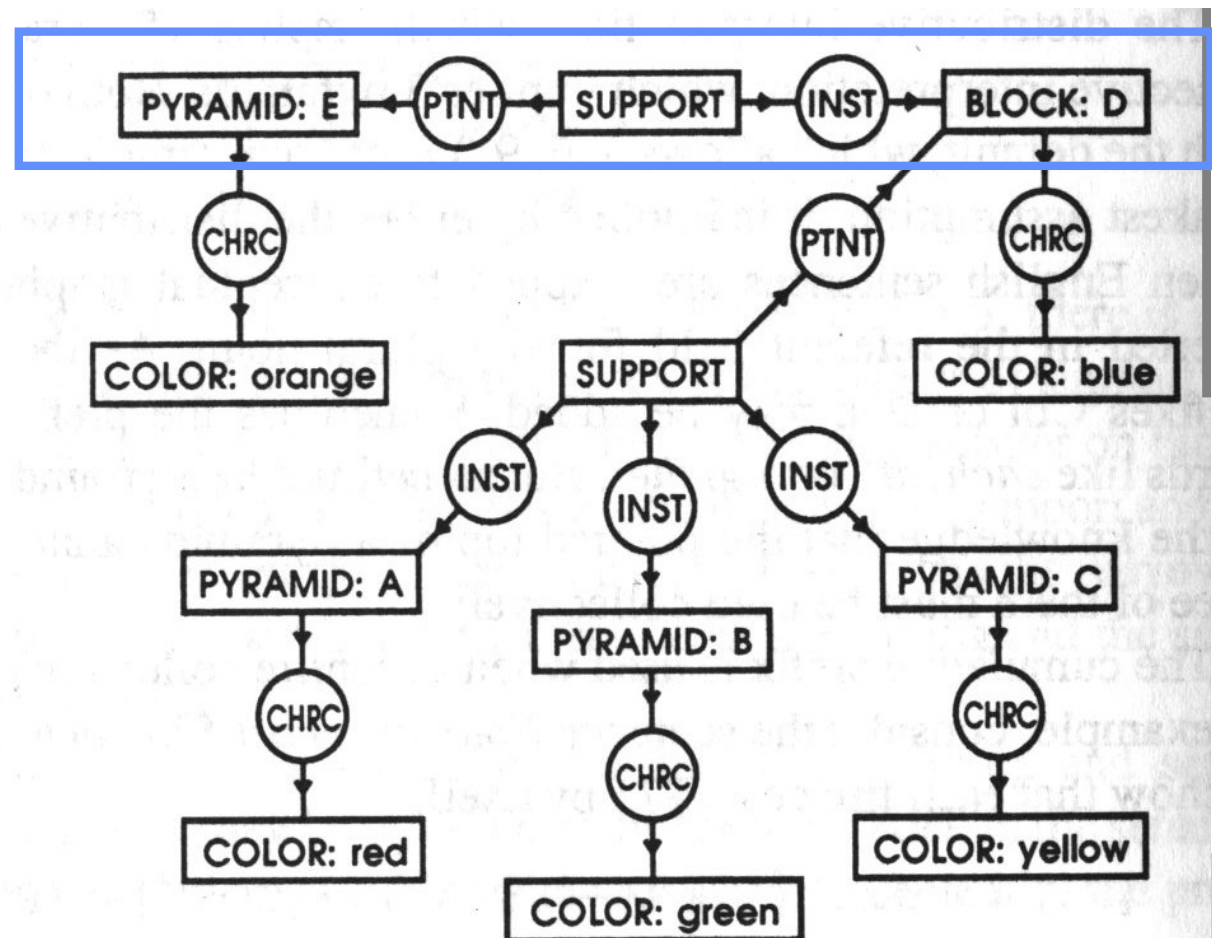 PYRAMID: E PTNT SUPPORT INST BLOCK: D
CHRC PTNT CHRC
COLOR: orange SUPPORT COLOR: blue
INST INST INST
PYRAMID: A PYRAMID: B PYRAMID: C
CHRC CHRC CHRC
COLOR: red COLOR: green COLOR: yellow